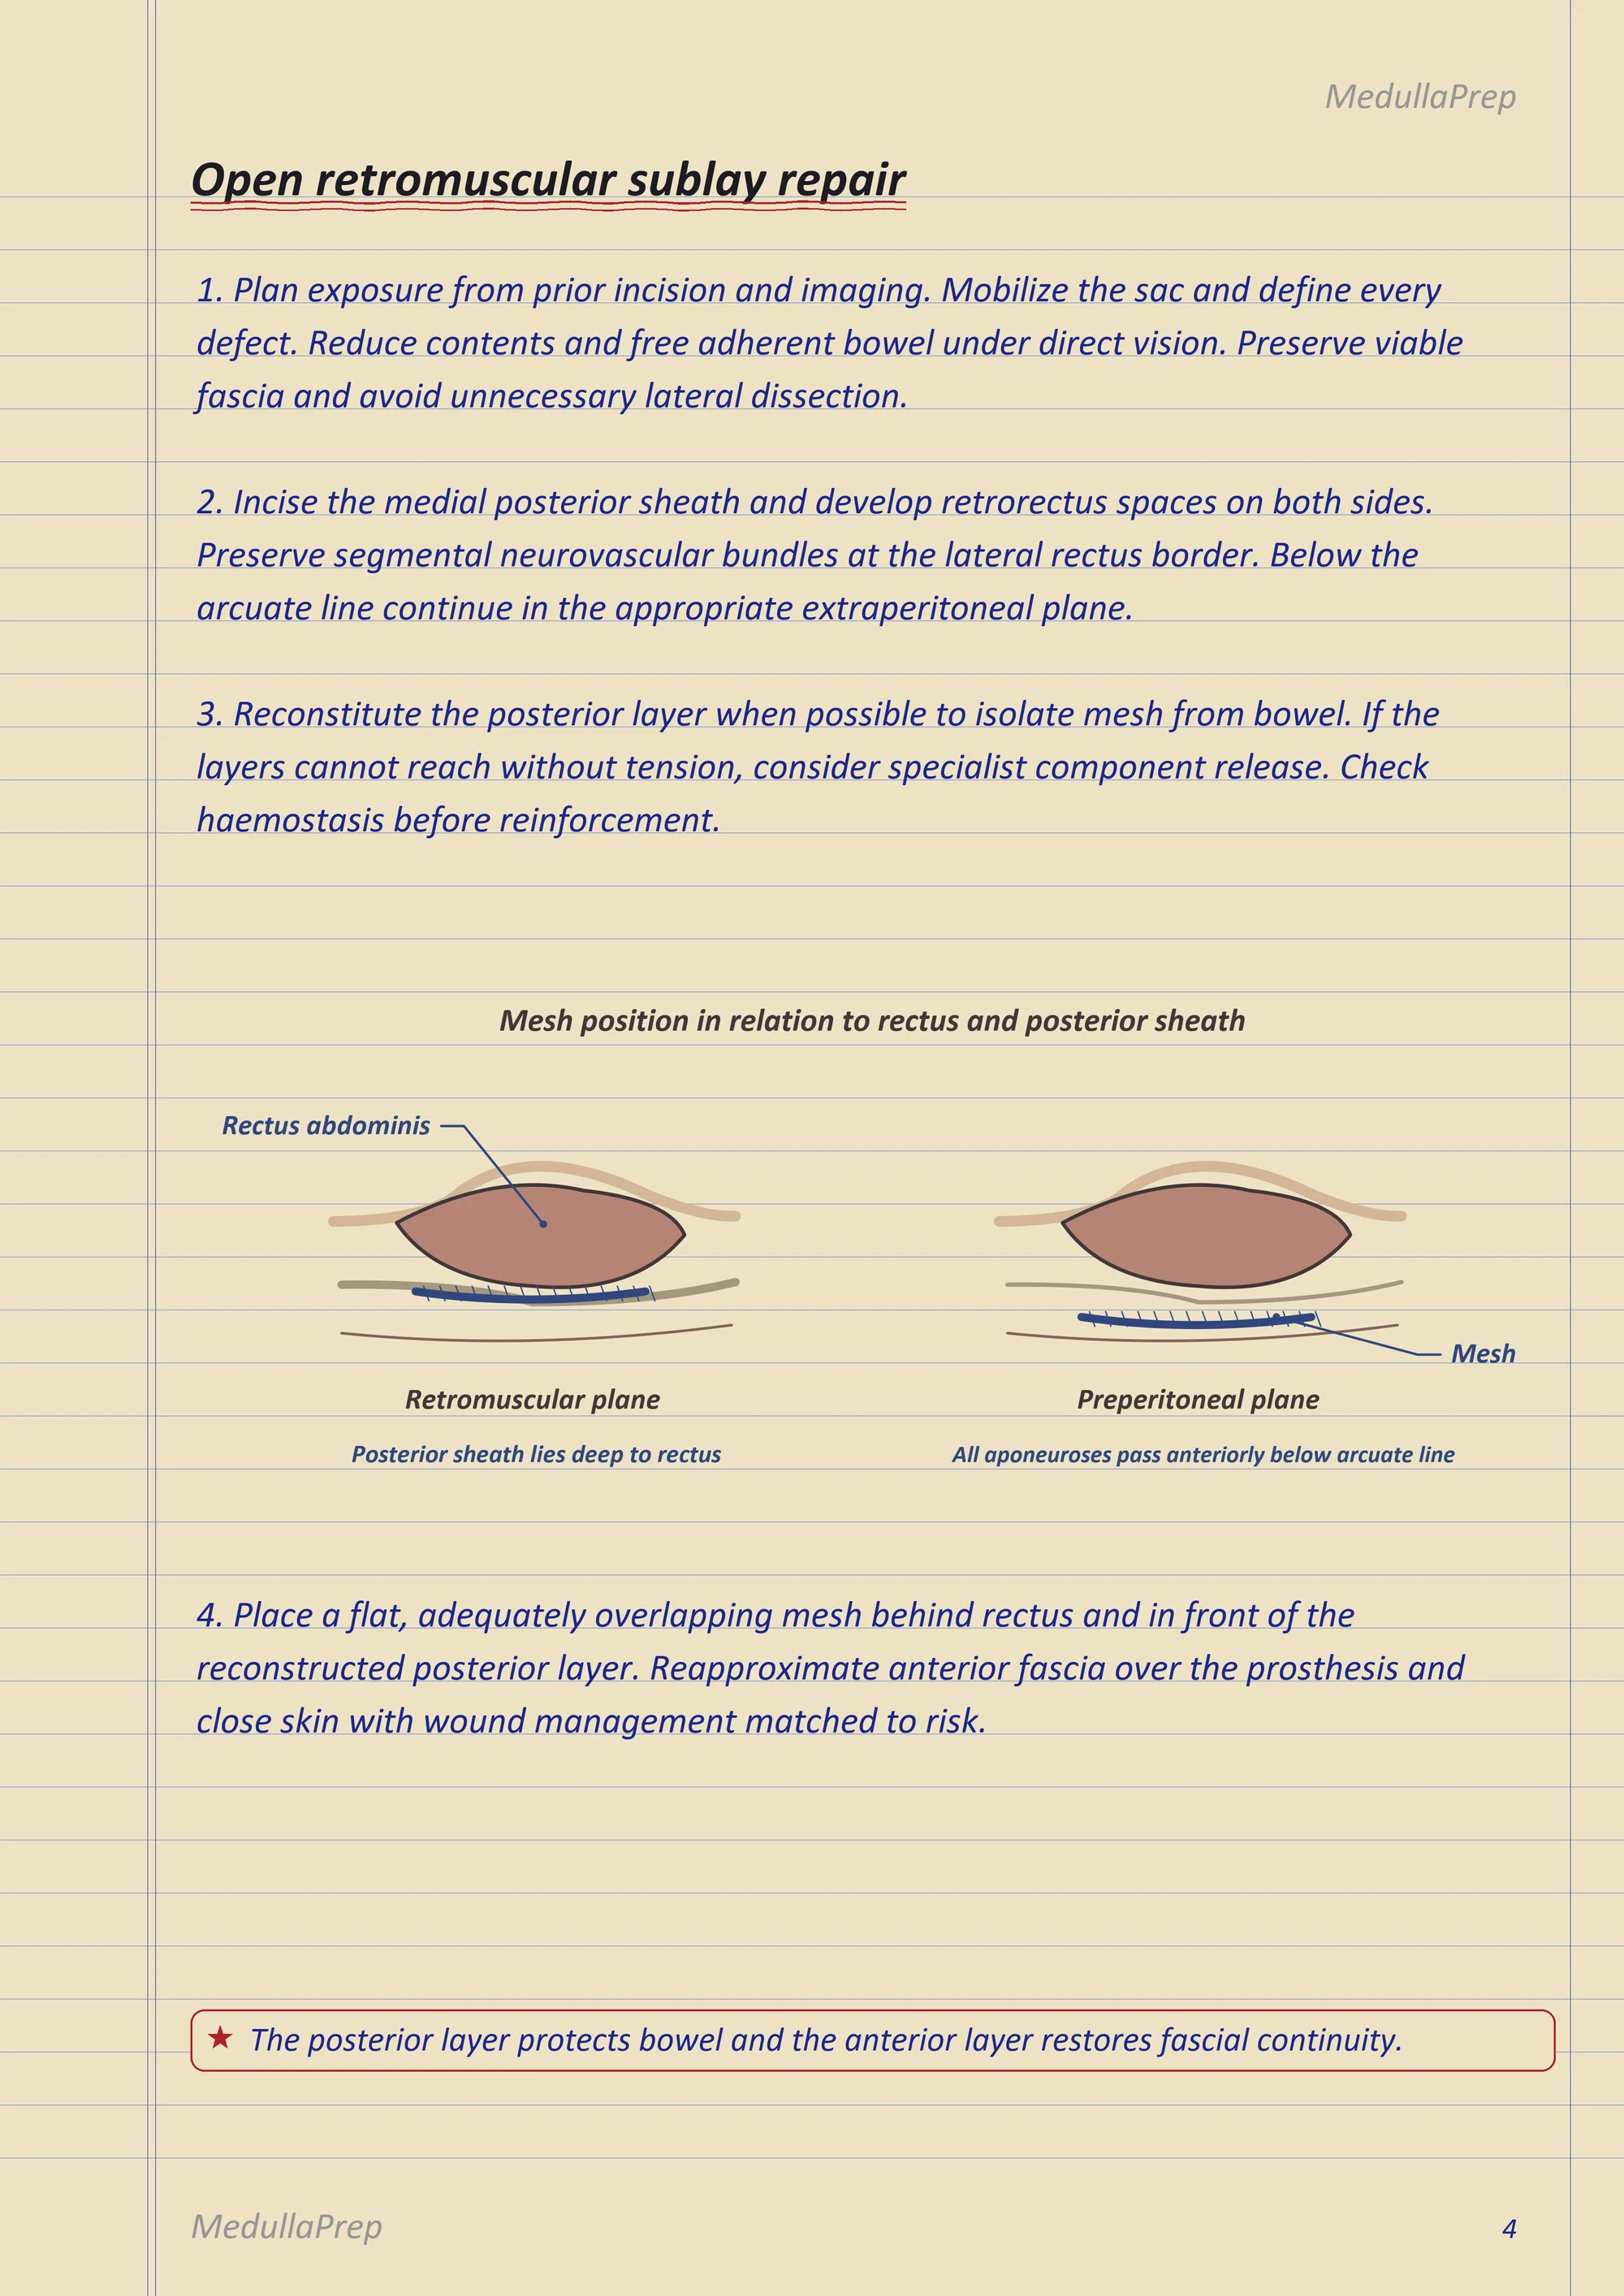 MedullaPrep
Open retromuscular sublay repair
1. Plan exposure from prior incision and imaging. Mobilize the sac and define every
defect. Reduce contents and free adherent bowel under direct vision. Preserve viable
fascia and avoid unnecessary lateral dissection.
2. Incise the medial posterior sheath and develop retrorectus spaces on both sides.
Preserve segmental neurovascular bundles at the lateral rectus border. Below the
arcuate line continue in the appropriate extraperitoneal plane.
3. Reconstitute the posterior layer when possible to isolate mesh from bowel. If the
layers cannot reach without tension, consider specialist component release. Check
haemostasis before reinforcement.
Mesh position in relation to rectus and posterior sheath
Rectus abdominis
Mesh
Retromuscular plane
Preperitoneal plane
Posterior sheath lies deep to rectus
All aponeuroses pass anteriorly below arcuate line
4. Place a flat, adequately overlapping mesh behind rectus and in front of the
reconstructed posterior layer. Reapproximate anterior fascia over the prosthesis and
close skin with wound management matched to risk.
★ The posterior layer protects bowel and the anterior layer restores fascial continuity.
MedullaPrep
4